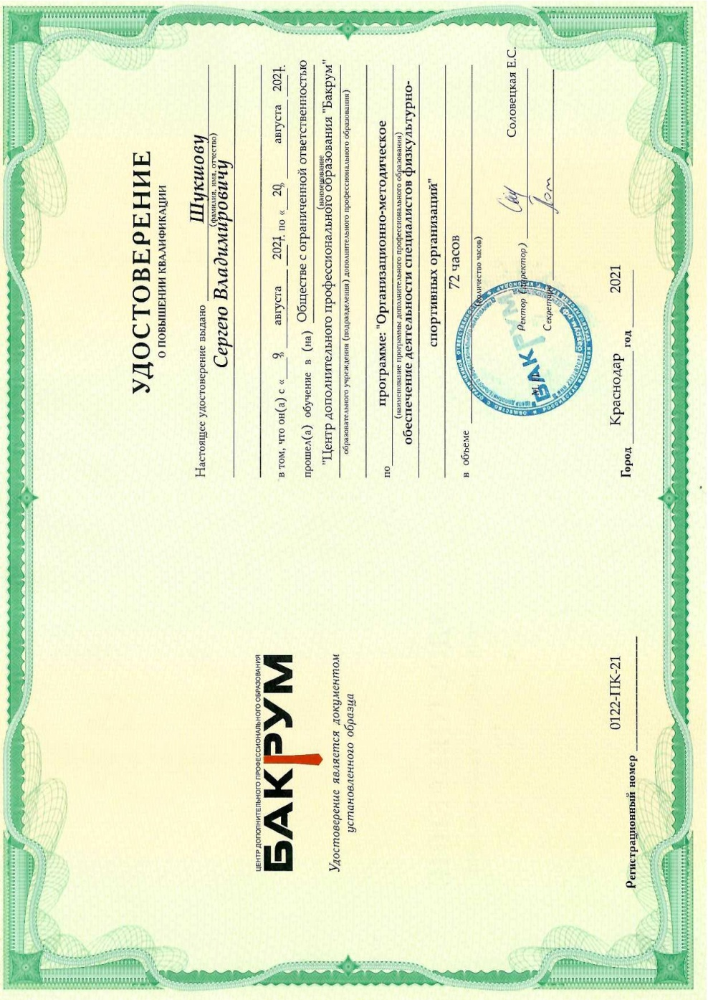 ЦЕНТР ДОПОЛНИТЕЛЬНОГО ПРОФЕССИОНАЛЬНОГО ОБРАЗОВАНИЯ
БАКРУМ
Удостоверение является документом
установленного образца
0122-ПК-21
Регистрационный номер
УДОСТОВЕРЕНИЕ
О ПОВЫШЕНИИ КВАЛИФИКАЦИИ
Настоящее удостоверение выдано Шукшову
(фамилия, имя, отчество)
Сергею Владимировичу
в том, что он(а) с « 9 » августа 2021 г. по « 20 » августа 2021 г.
прошел(а) обучение в (на) Обществе с ограниченной ответственностью
(наименование
"Центр дополнительного профессионального образования "Бакрум"
образовательного учреждения (подразделения) дополнительного профессионального образования)
по программе: "Организационно-методическое
(наименование программы дополнительного профессионального образования)
обеспечение деятельности специалистов физкультурно-
спортивных организаций"
в объеме 72 часов
(количество часов)
Соловецкая Е.С.
Ректор (директор)
Секретарь
М.П.
БАКРУМ
бакрум.рф
Город Краснодар год 2021